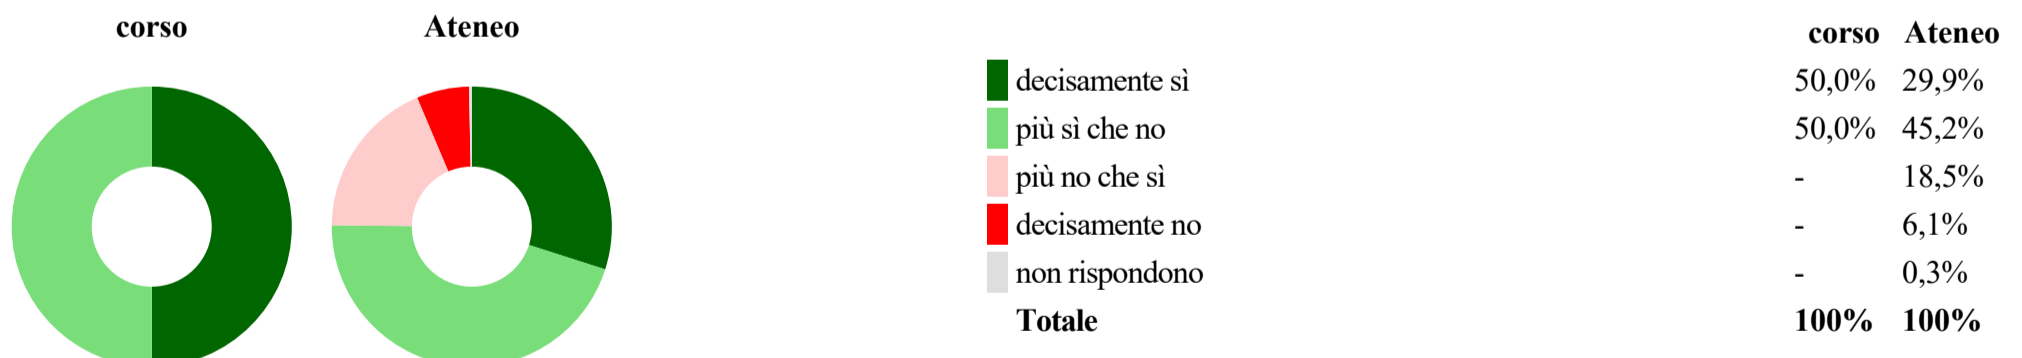 corso Ateneo
corso Ateneo
decisamente sì 50,0% 29,9%
più sì che no 50,0% 45,2%
più no che sì - 18,5%
decisamente no - 6,1%
non rispondono - 0,3%
Totale 100% 100%